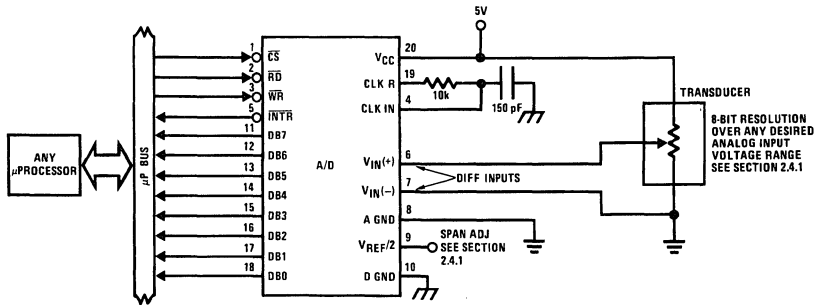 5V
1
CS
2
RD
3
WR
5
INTR
11
DB7
12
DB6
13
DB5
14
DB4
15
DB3
16
DB2
17
DB1
18
DB0
ANY
μPROCESSOR
μP BUS
A/D
20
VCC
19
CLK R
10k
4
CLK IN
150 pF
6
VIN(+)
DIFF INPUTS
7
VIN(−)
8
A GND
9
VREF/2
SPAN ADJ
SEE SECTION
2.4.1
10
D GND
TRANSDUCER
8-BIT RESOLUTION
OVER ANY DESIRED
ANALOG INPUT
VOLTAGE RANGE
SEE SECTION 2.4.1